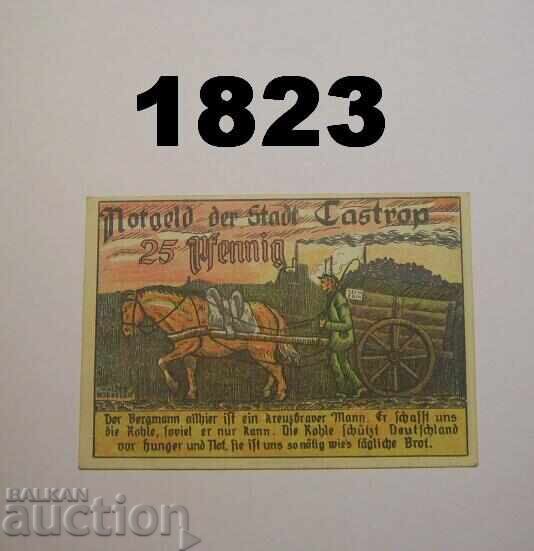 1823
Notgeld der Stadt Castrop
25 Pfennig
Der Bergmann allhier ist ein kreuzbraver Mann. Er schafft uns
die Kohle, soviel er nur kann. Die Kohle schützt Deutschland
vor Hunger und Not, sie ist uns so nötig wie's tägliche Brot.
BALKAN
auction